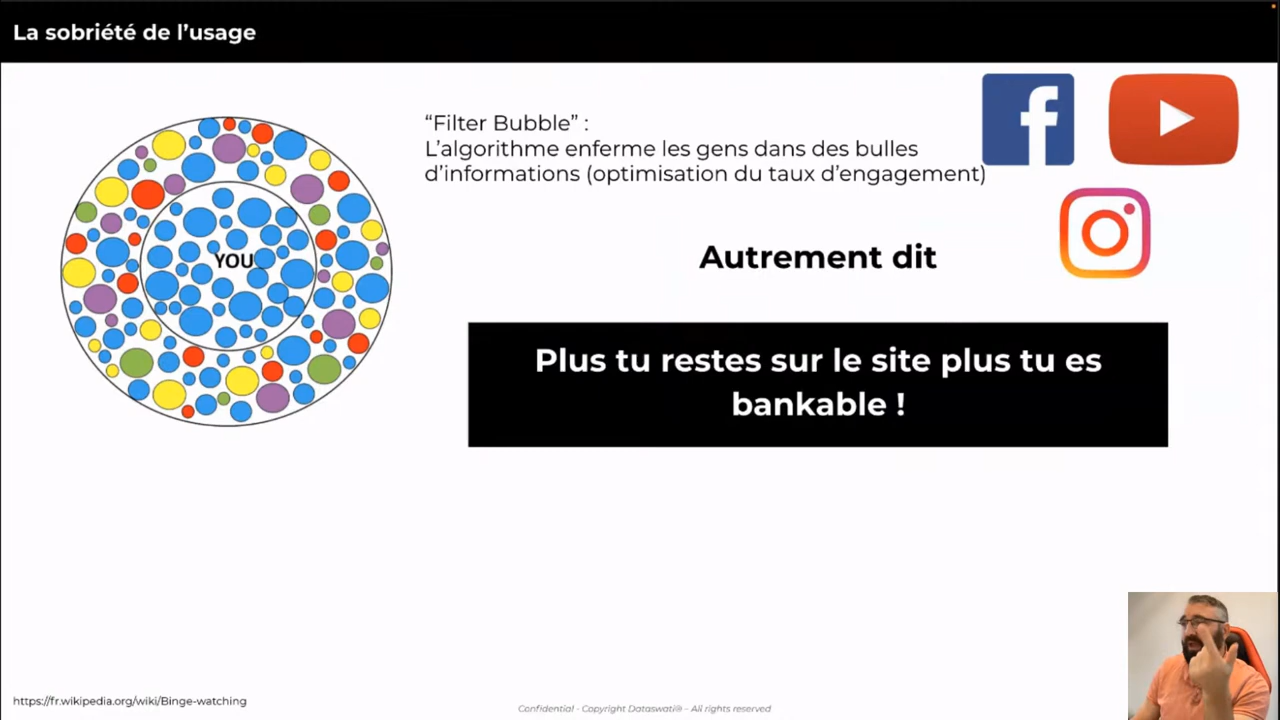 La sobriété de l'usage
“Filter Bubble” :
L'algorithme enferme les gens dans des bulles
d'informations (optimisation du taux d'engagement)
f
YOU
Autrement dit
Plus tu restes sur le site plus tu es
bankable !
https://fr.wikipedia.org/wiki/Binge-watching
Confidential - Copyright Dataswati® - All rights reserved